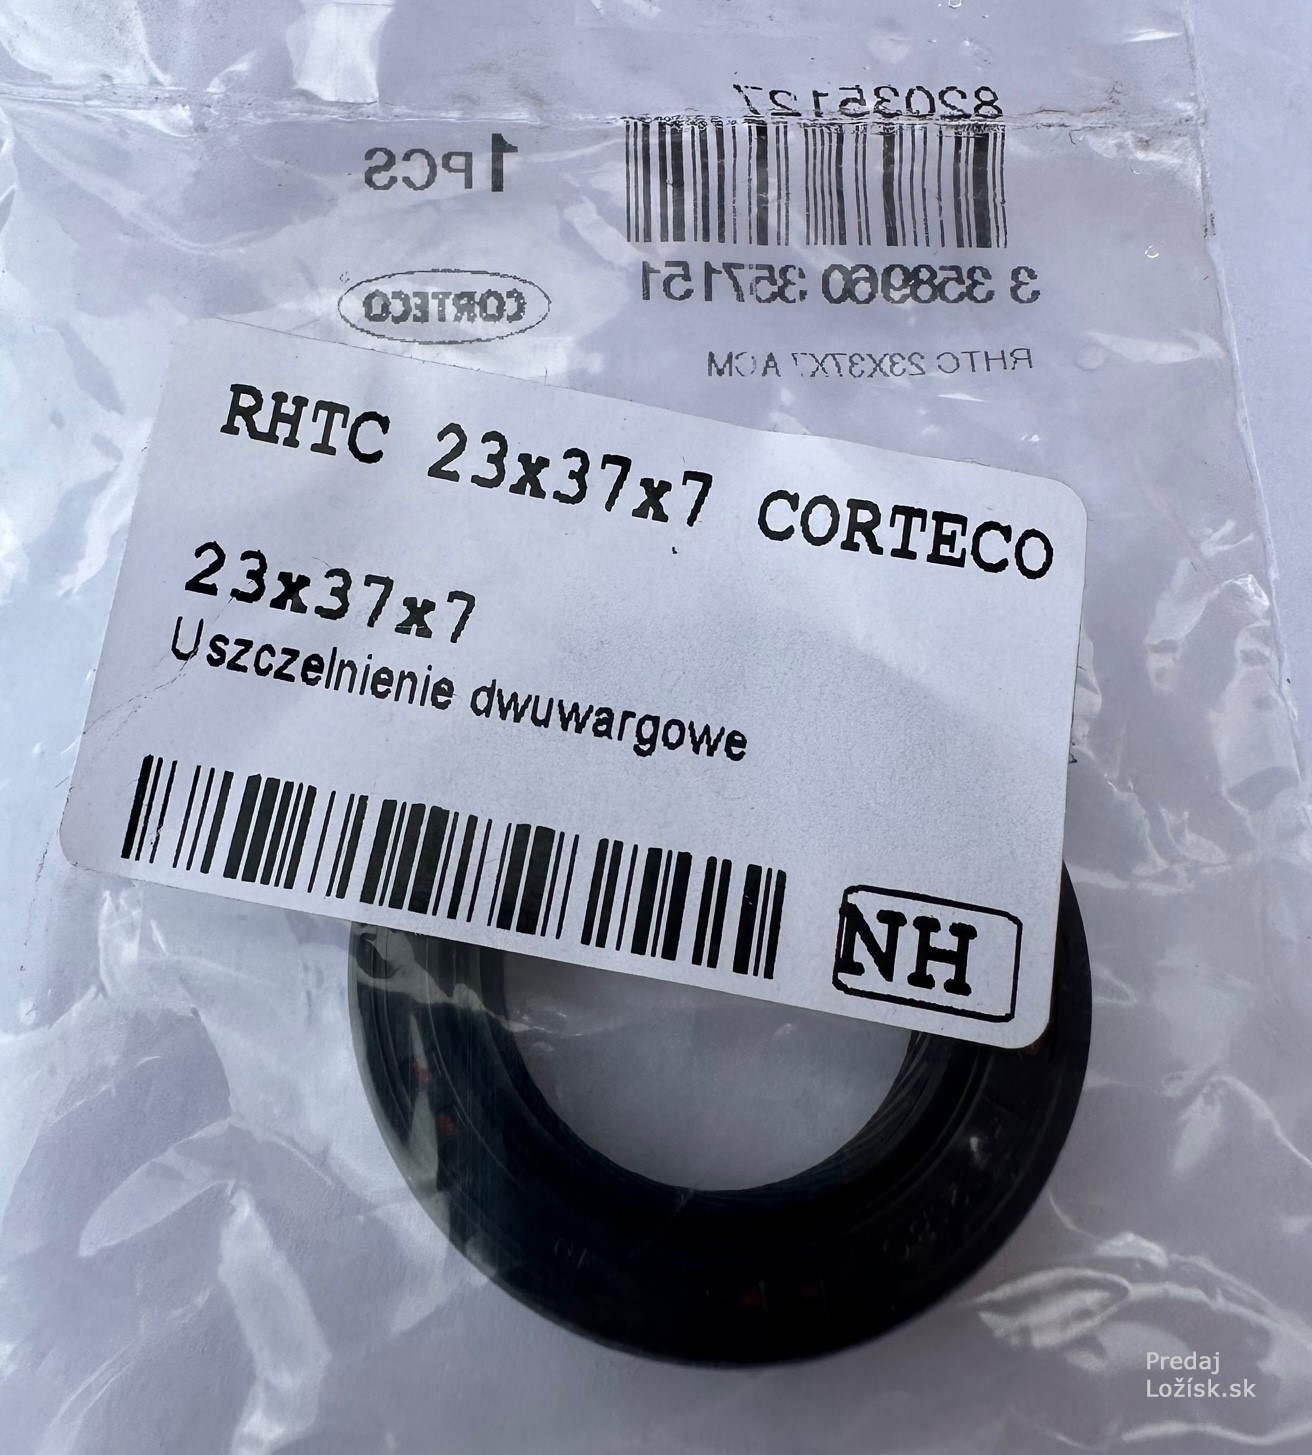 82035127
1PCS
3 358960 357151
CORTECO
RHTC 23X37X7 ACM
RHTC 23x37x7 CORTECO
23x37x7
Uszczelnienie dwuwargowe
NH
Predaj
Ložísk.sk